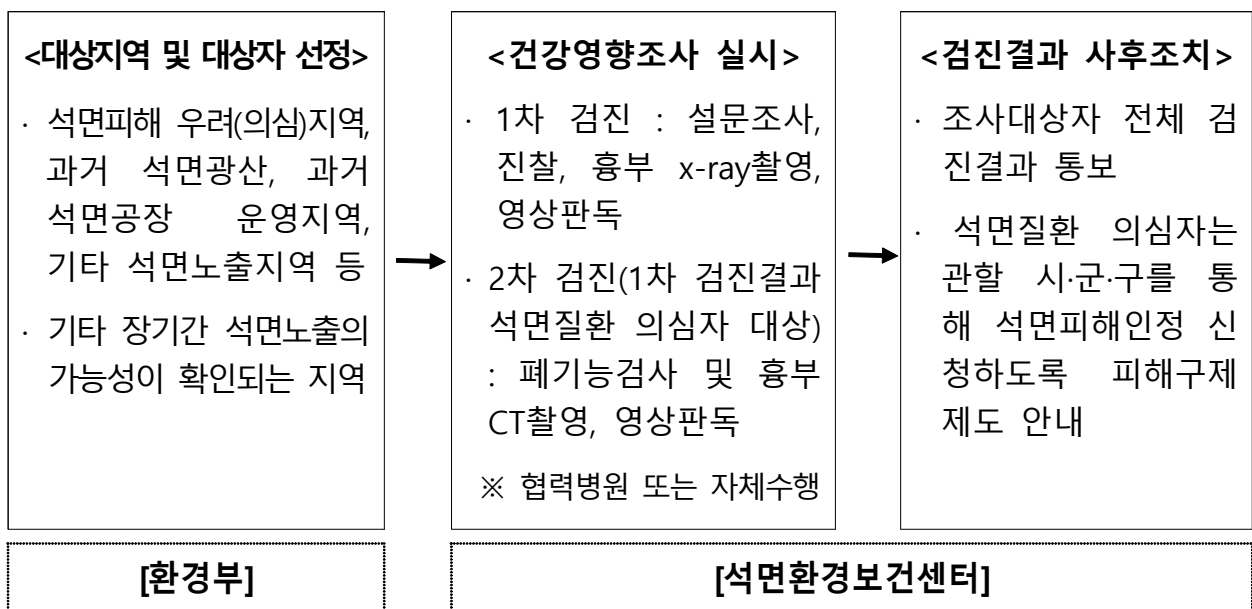 <대상지역 및 대상자 선정>
· 석면피해 우려(의심)지역,
과거 석면광산, 과거
석면공장 운영지역,
기타 석면노출지역 등
· 기타 장기간 석면노출의
가능성이 확인되는 지역
<건강영향조사 실시>
· 1차 검진 : 설문조사,
진찰, 흉부 x-ray촬영,
영상판독
· 2차 검진(1차 검진결과
석면질환 의심자 대상)
: 폐기능검사 및 흉부
CT촬영, 영상판독
※ 협력병원 또는 자체수행
<검진결과 사후조치>
· 조사대상자 전체 검
진결과 통보
· 석면질환 의심자는
관할 시·군·구를 통
해 석면피해인정 신
청하도록 피해구제
제도 안내
[환경부]
[석면환경보건센터]